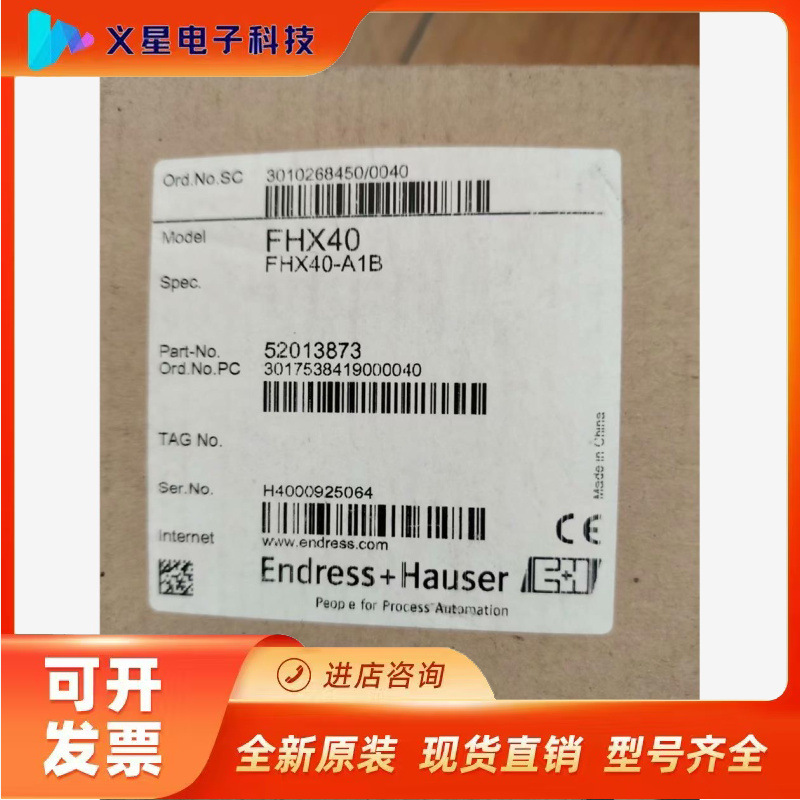 义星电子科技
Ord.No.SC 3010268450/0040
Model FHX40
FHX40-A1B
Spec.
Part-No. 52013873
Ord.No.PC 3017538419000040
TAG No.
Made in China
Ser.No. H4000925064
Internet www.endress.com
CE
Endress+Hauser
E+H
People for Process Automation
可开
发票
进店咨询
全新原装 现货直销 型号齐全